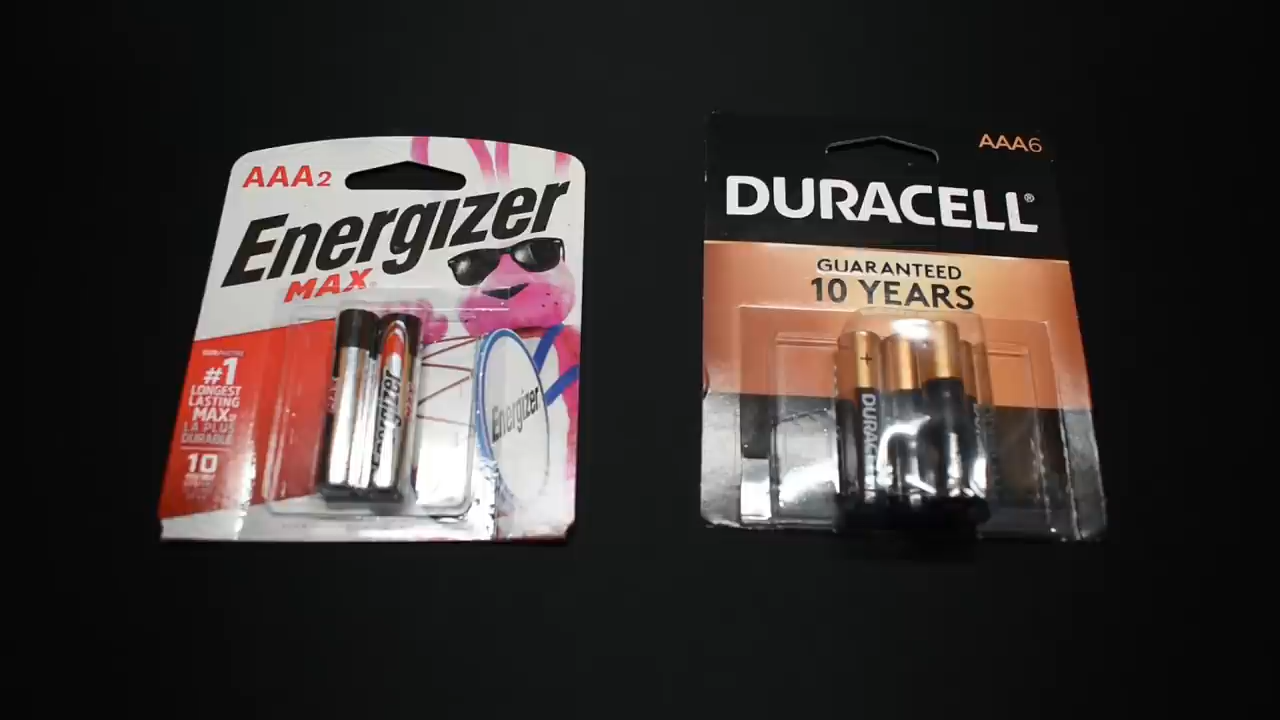 AAA2
Energizer
MAX
#1
LONGEST
LASTING
MAX
LA PLUS
DURABLE
10
Energizer
Energizer
AAA6
DURACELL®
GUARANTEED
10 YEARS
+
DURACELL